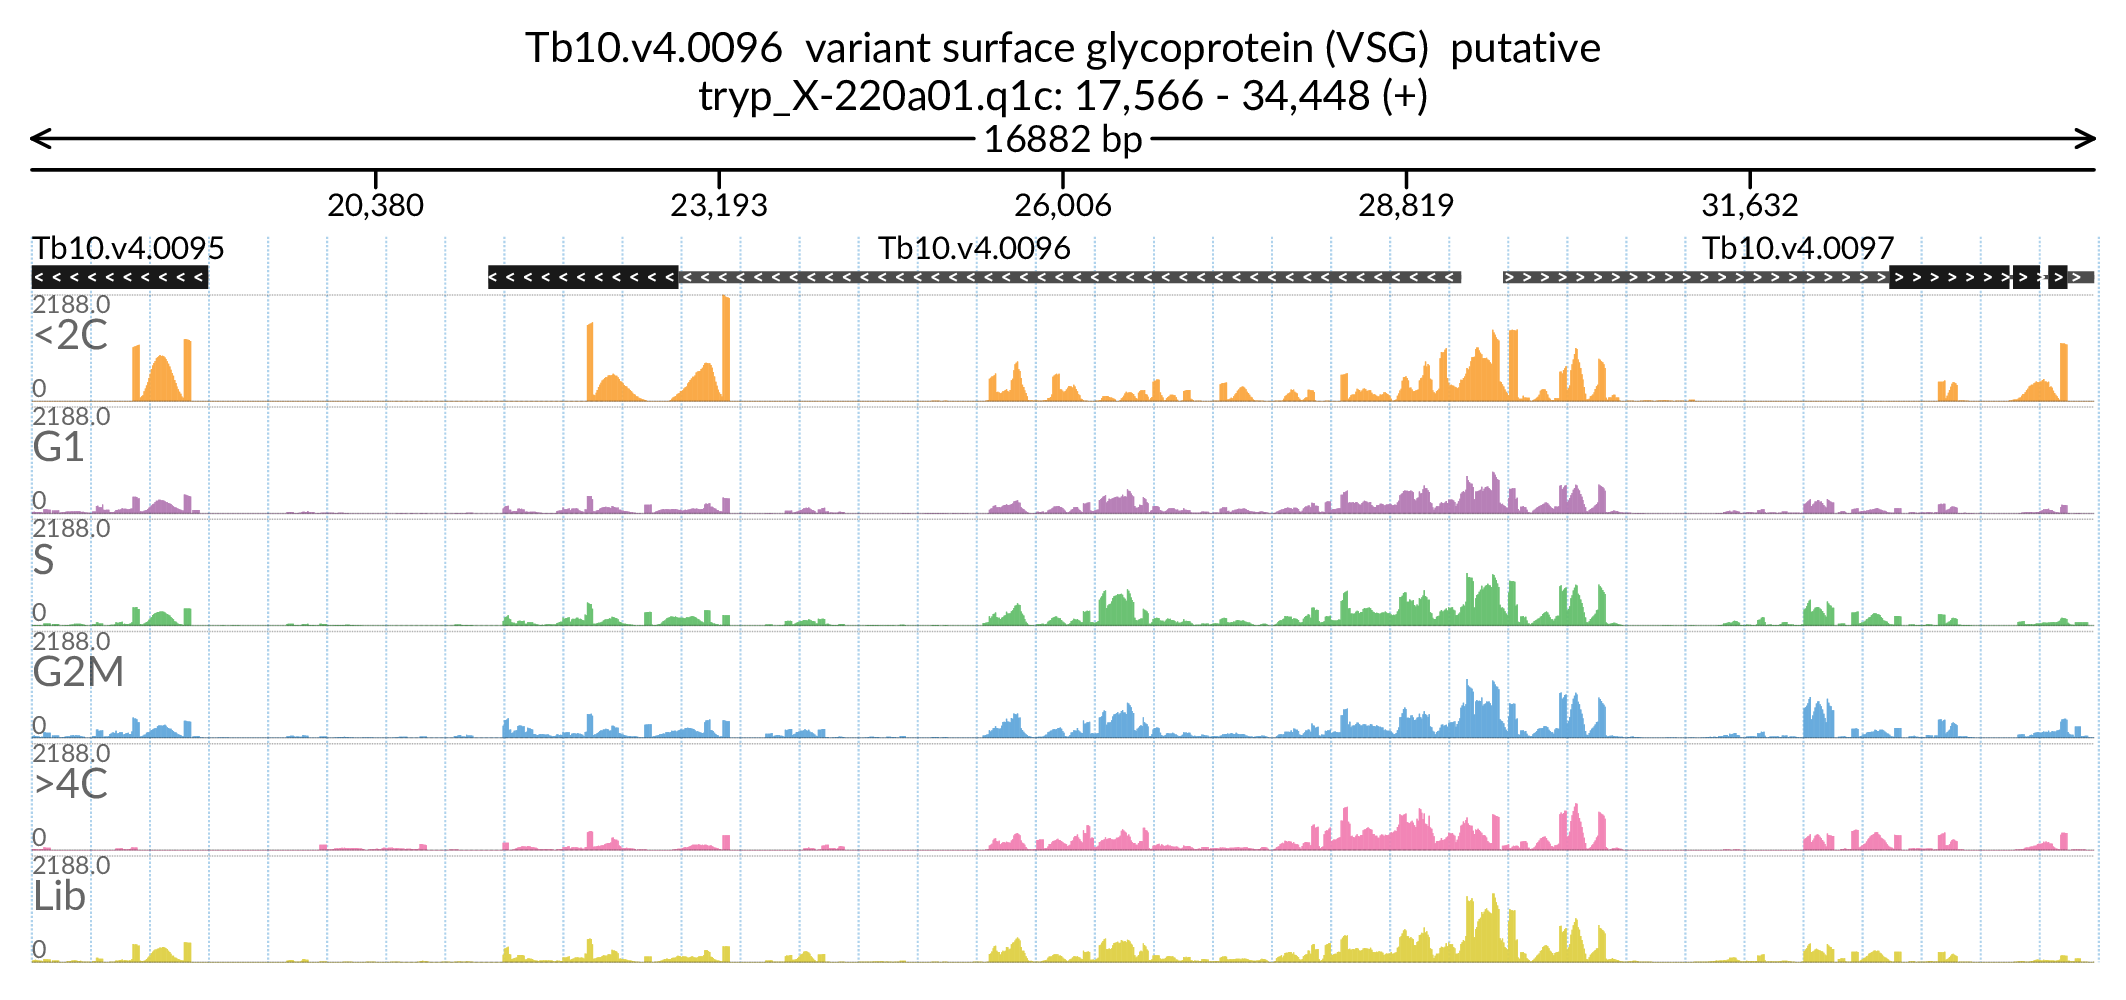 Tb10.v4.0096 variant surface glycoprotein (VSG) putative
tryp_X-220a01.q1c: 17,566 - 34,448 (+)
16882 bp
20,380 23,193 26,006 28,819 31,632
Tb10.v4.0095 Tb10.v4.0096 Tb10.v4.0097
2188.0
<2C
0
2188.0
G1
0
2188.0
S
0
2188.0
G2M
0
2188.0
>4C
0
2188.0
Lib
0